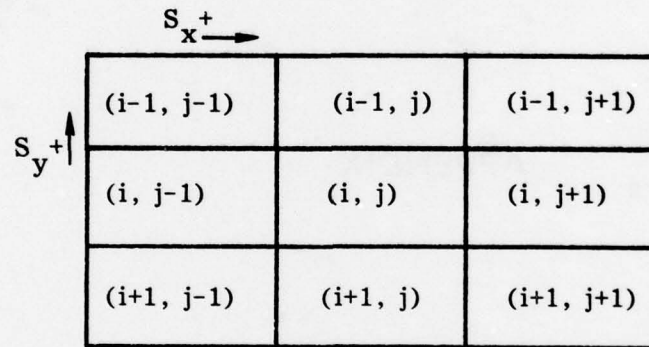 Sx+
(i-1, j-1) (i-1, j) (i-1, j+1)
Sy+
(i, j-1) (i, j) (i, j+1)
(i+1, j-1) (i+1, j) (i+1, j+1)